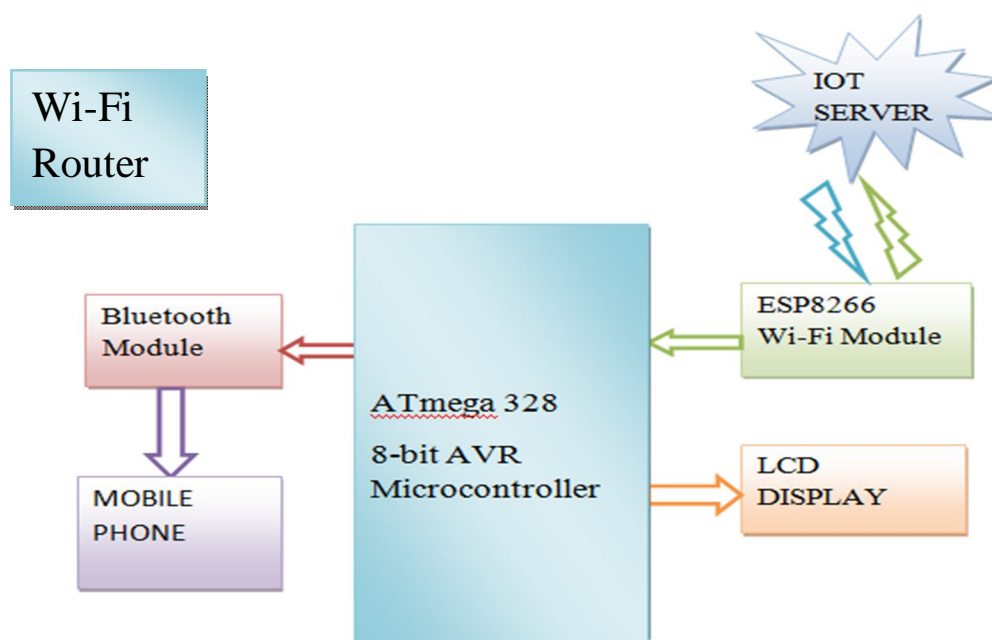 Wi-Fi
Router
IOT
SERVER
Bluetooth
Module
ESP8266
Wi-Fi Module
ATmega 328
8-bit AVR
Microcontroller
LCD
DISPLAY
MOBILE
PHONE